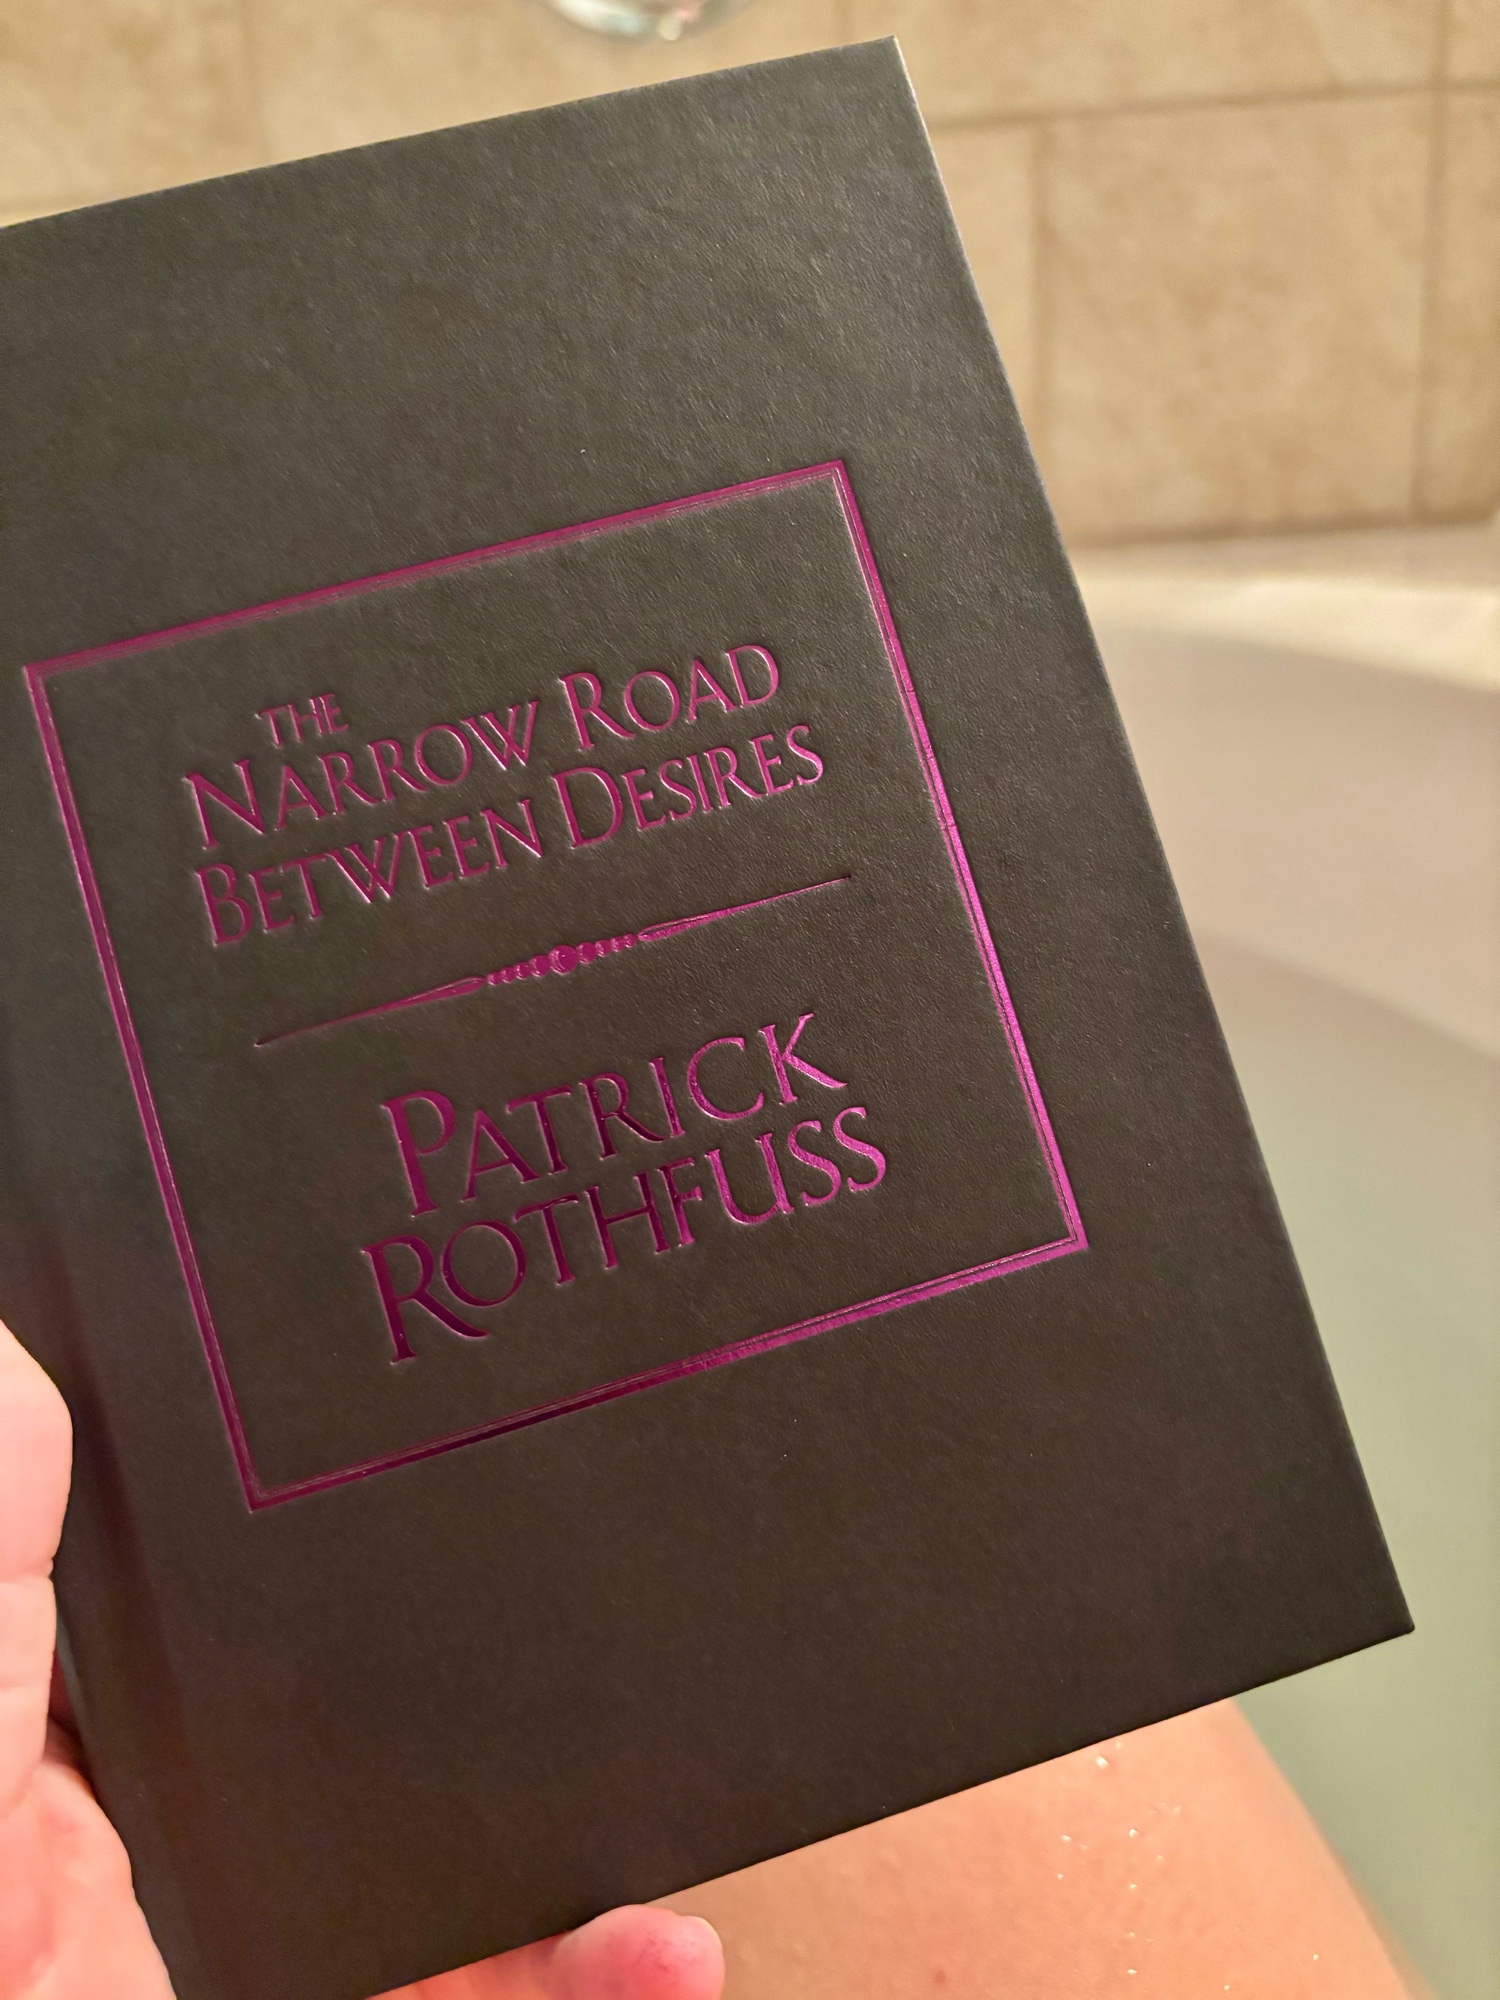 THE
NARROW ROAD
BETWEEN DESIRES
PATRICK
ROTHFUSS